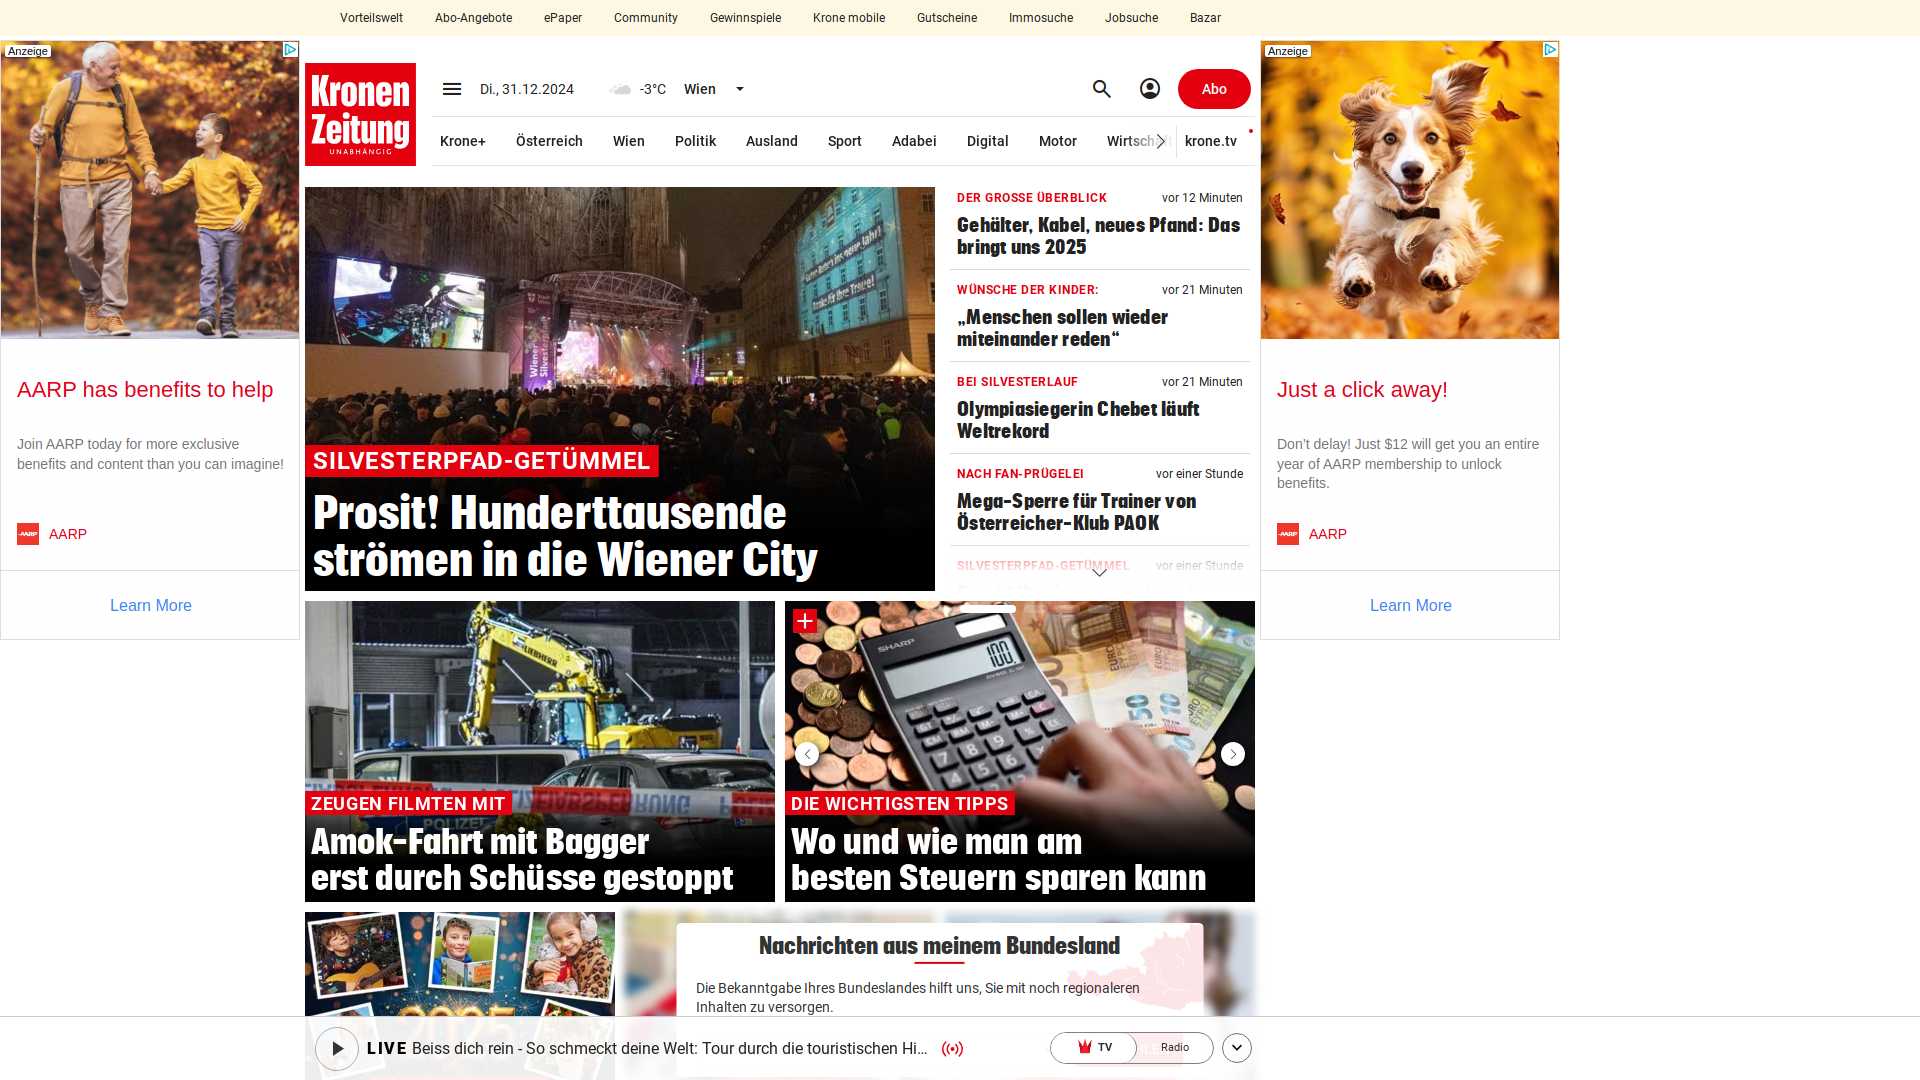 Vorteilswelt Abo-Angebote ePaper Community Gewinnspiele Krone mobile Gutscheine Immosuche Jobsuche Bazar
Anzeige
AARP has benefits to help
Join AARP today for more exclusive
benefits and content than you can imagine!
AARP
Learn More
Kronen
Zeitung
UNABHÄNGIG
Di., 31.12.2024 -3°C Wien Abo
Krone+ Österreich Wien Politik Ausland Sport Adabei Digital Motor Wirtschaft krone.tv
SILVESTERPFAD-GETÜMMEL
Prosit! Hunderttausende
strömen in die Wiener City
DER GROSSE ÜBERBLICK vor 12 Minuten
Gehälter, Kabel, neues Pfand: Das
bringt uns 2025
WÜNSCHE DER KINDER: vor 21 Minuten
„Menschen sollen wieder
miteinander reden“
BEI SILVESTERLAUF vor 21 Minuten
Olympiasiegerin Chebet läuft
Weltrekord
NACH FAN-PRÜGELEI vor einer Stunde
Mega-Sperre für Trainer von
Österreicher-Klub PAOK
SILVESTERPFAD-GETÜMMEL vor einer Stunde
LIEBHERR
POLIZEI
ZEUGEN FILMTEN MIT
Amok-Fahrt mit Bagger
erst durch Schüsse gestoppt
SHARP
100.
DIE WICHTIGSTEN TIPPS
Wo und wie man am
besten Steuern sparen kann
2025
Nachrichten aus meinem Bundesland
Die Bekanntgabe Ihres Bundeslandes hilft uns, Sie mit noch regionaleren
Inhalten zu versorgen.
LIVE Beiss dich rein - So schmeckt deine Welt: Tour durch die touristischen Hi...
TV Radio
Anzeige
Just a click away!
Don’t delay! Just $12 will get you an entire
year of AARP membership to unlock
benefits.
AARP
Learn More